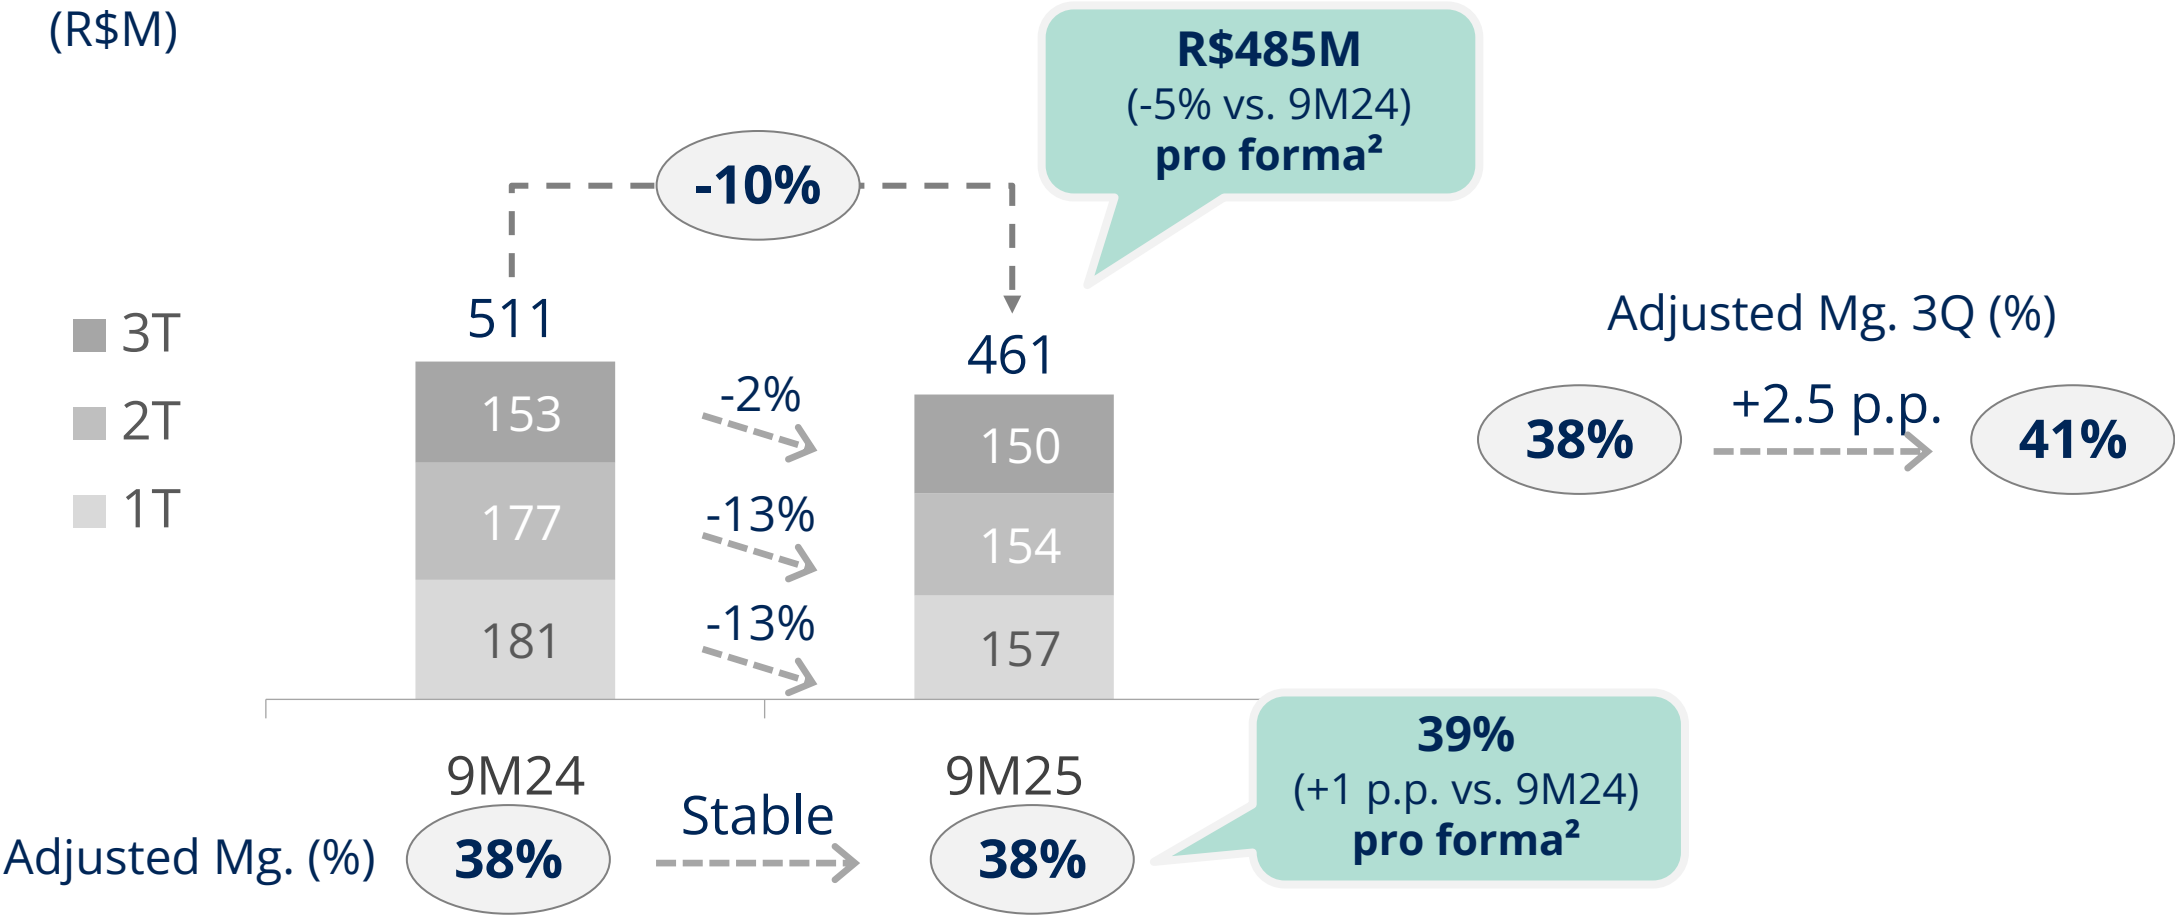 (R$M)
R$485M
(-5% vs. 9M24)
pro forma²
-10%
511
461
3T
2T
1T
153
177
181
-2%
-13%
-13%
150
154
157
Adjusted Mg. 3Q (%)
38%
+2.5 p.p.
41%
9M24
9M25
Adjusted Mg. (%)
38%
Stable
38%
39%
(+1 p.p. vs. 9M24)
pro forma²